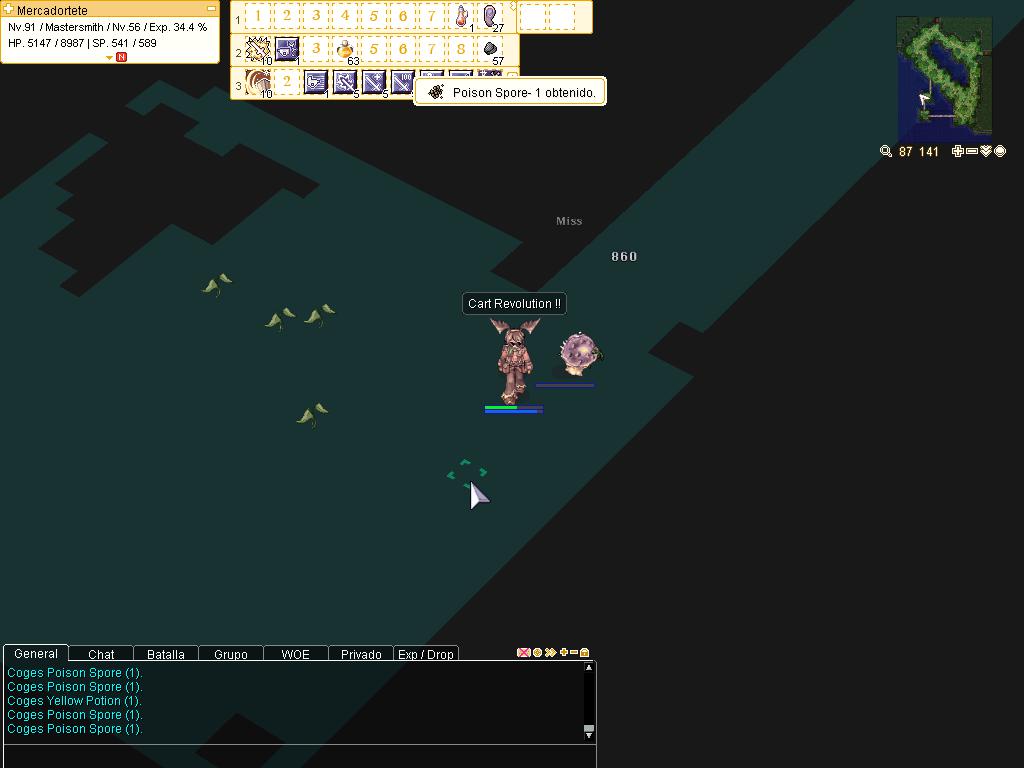 Mercadortete
Nv.91 / Mastersmith / Nv.56 / Exp. 34.4 %
HP. 5147 / 8987 | SP. 541 / 589
N
1 1 2 3 4 5 6 7 1 27
2 10 1 3 63 5 6 7 8 57
3 10 2 1 5 5
Poison Spore- 1 obtenido.
87 141
Miss
860
Cart Revolution !!
General Chat Batalla Grupo WOE Privado Exp / Drop
Coges Poison Spore (1).
Coges Poison Spore (1).
Coges Yellow Potion (1).
Coges Poison Spore (1).
Coges Poison Spore (1).